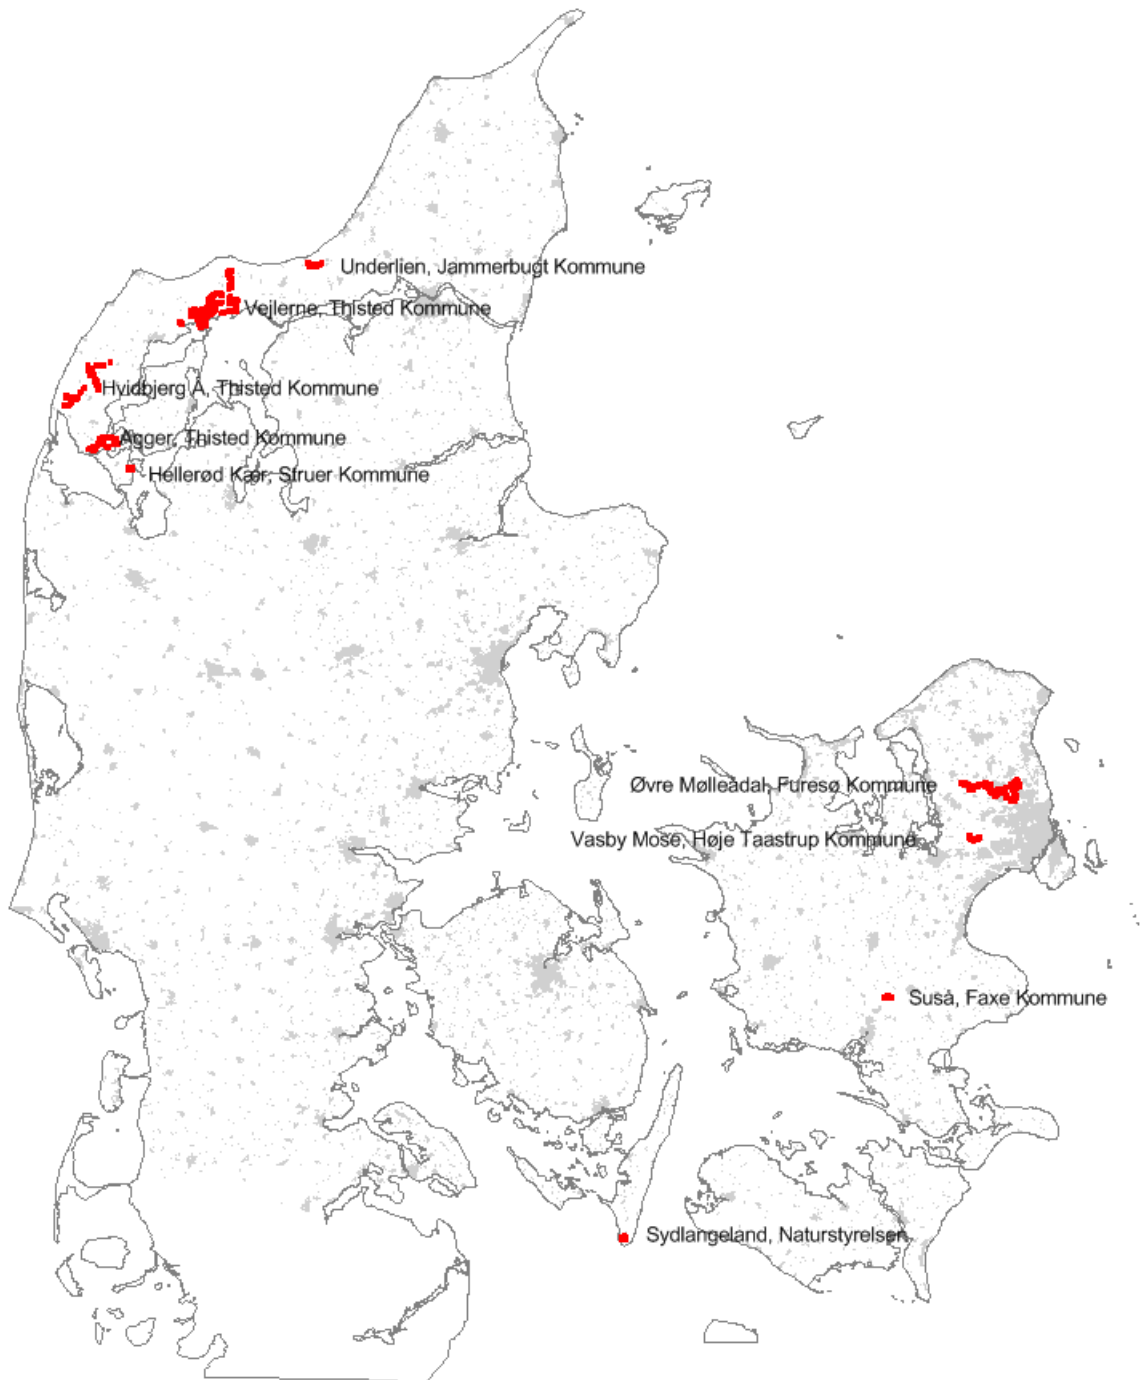 Underlien, Jammerbugt Kommune
Vejlerne, Thisted Kommune
Hvidbjerg Å, Thisted Kommune
Agger, Thisted Kommune
Hellerød Kær, Struer Kommune
Øvre Mølleådal, Furesø Kommune
Vasby Mose, Høje Taastrup Kommune
Suså, Faxe Kommune
Sydlangeland, Naturstyrelsen